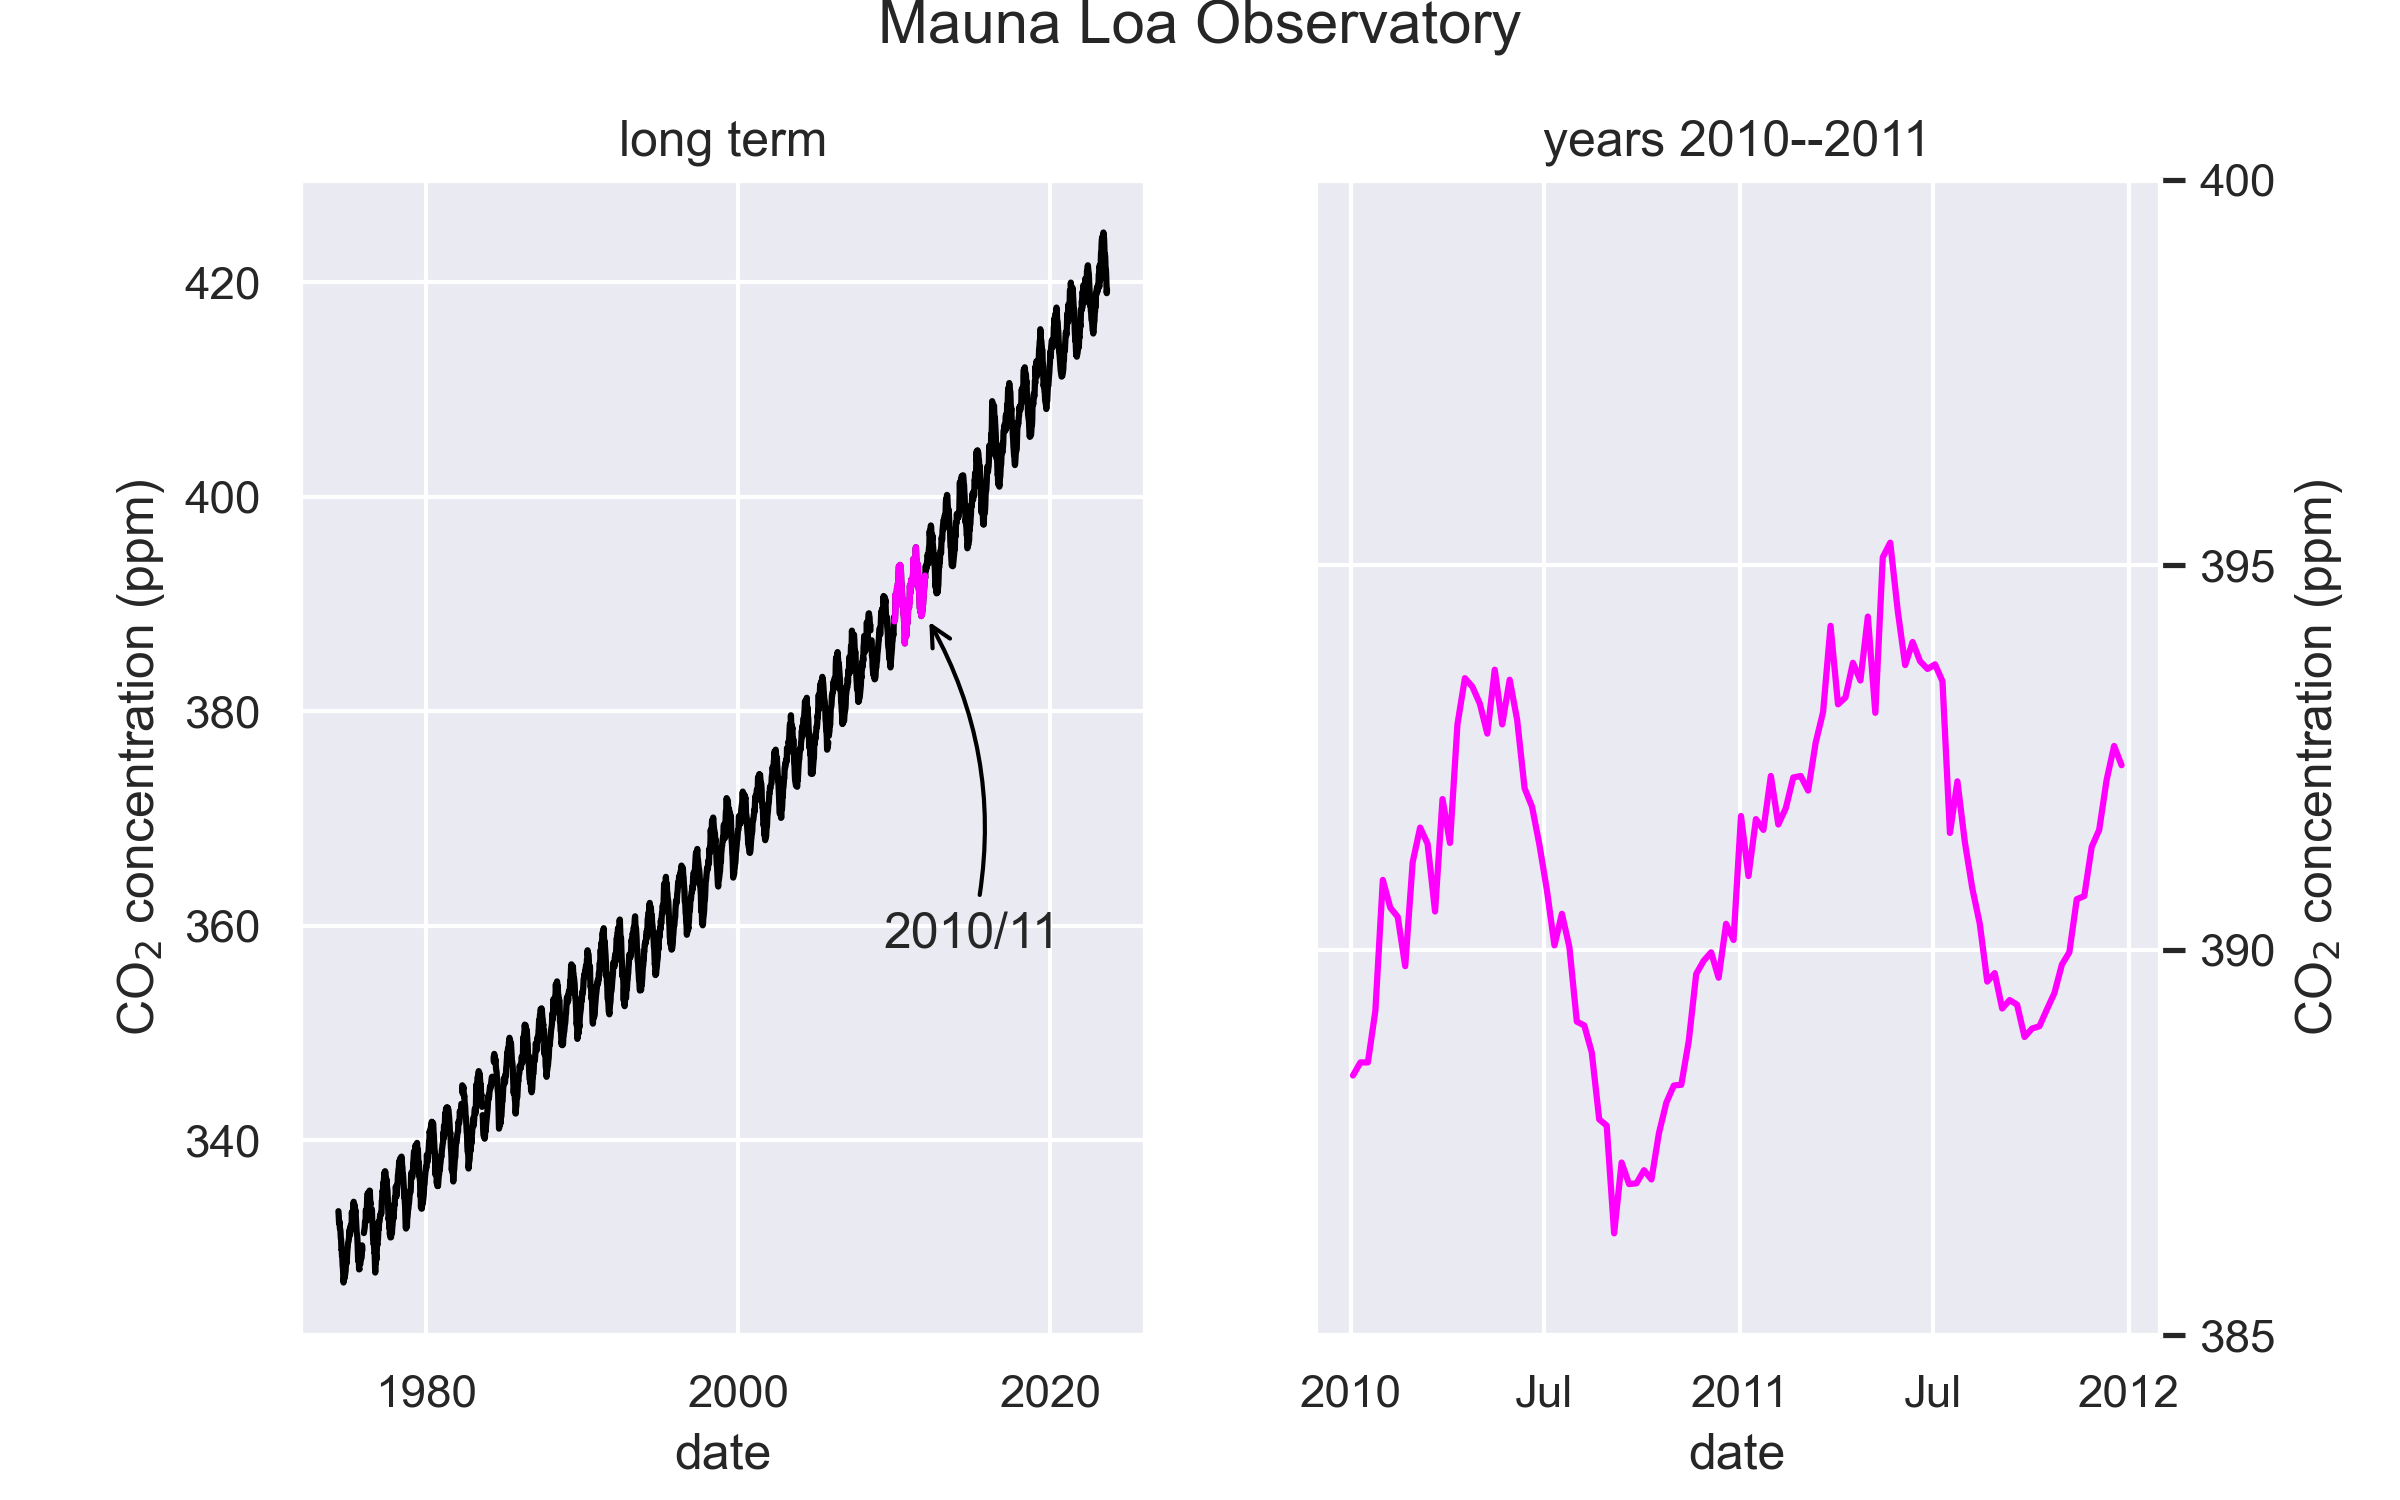 Mauna Loa Observatory
long term
CO₂ concentration (ppm)
420
400
380
360
340
2010/11
1980 2000 2020
date
years 2010--2011
400
395
390
385
CO₂ concentration (ppm)
2010 Jul 2011 Jul 2012
date